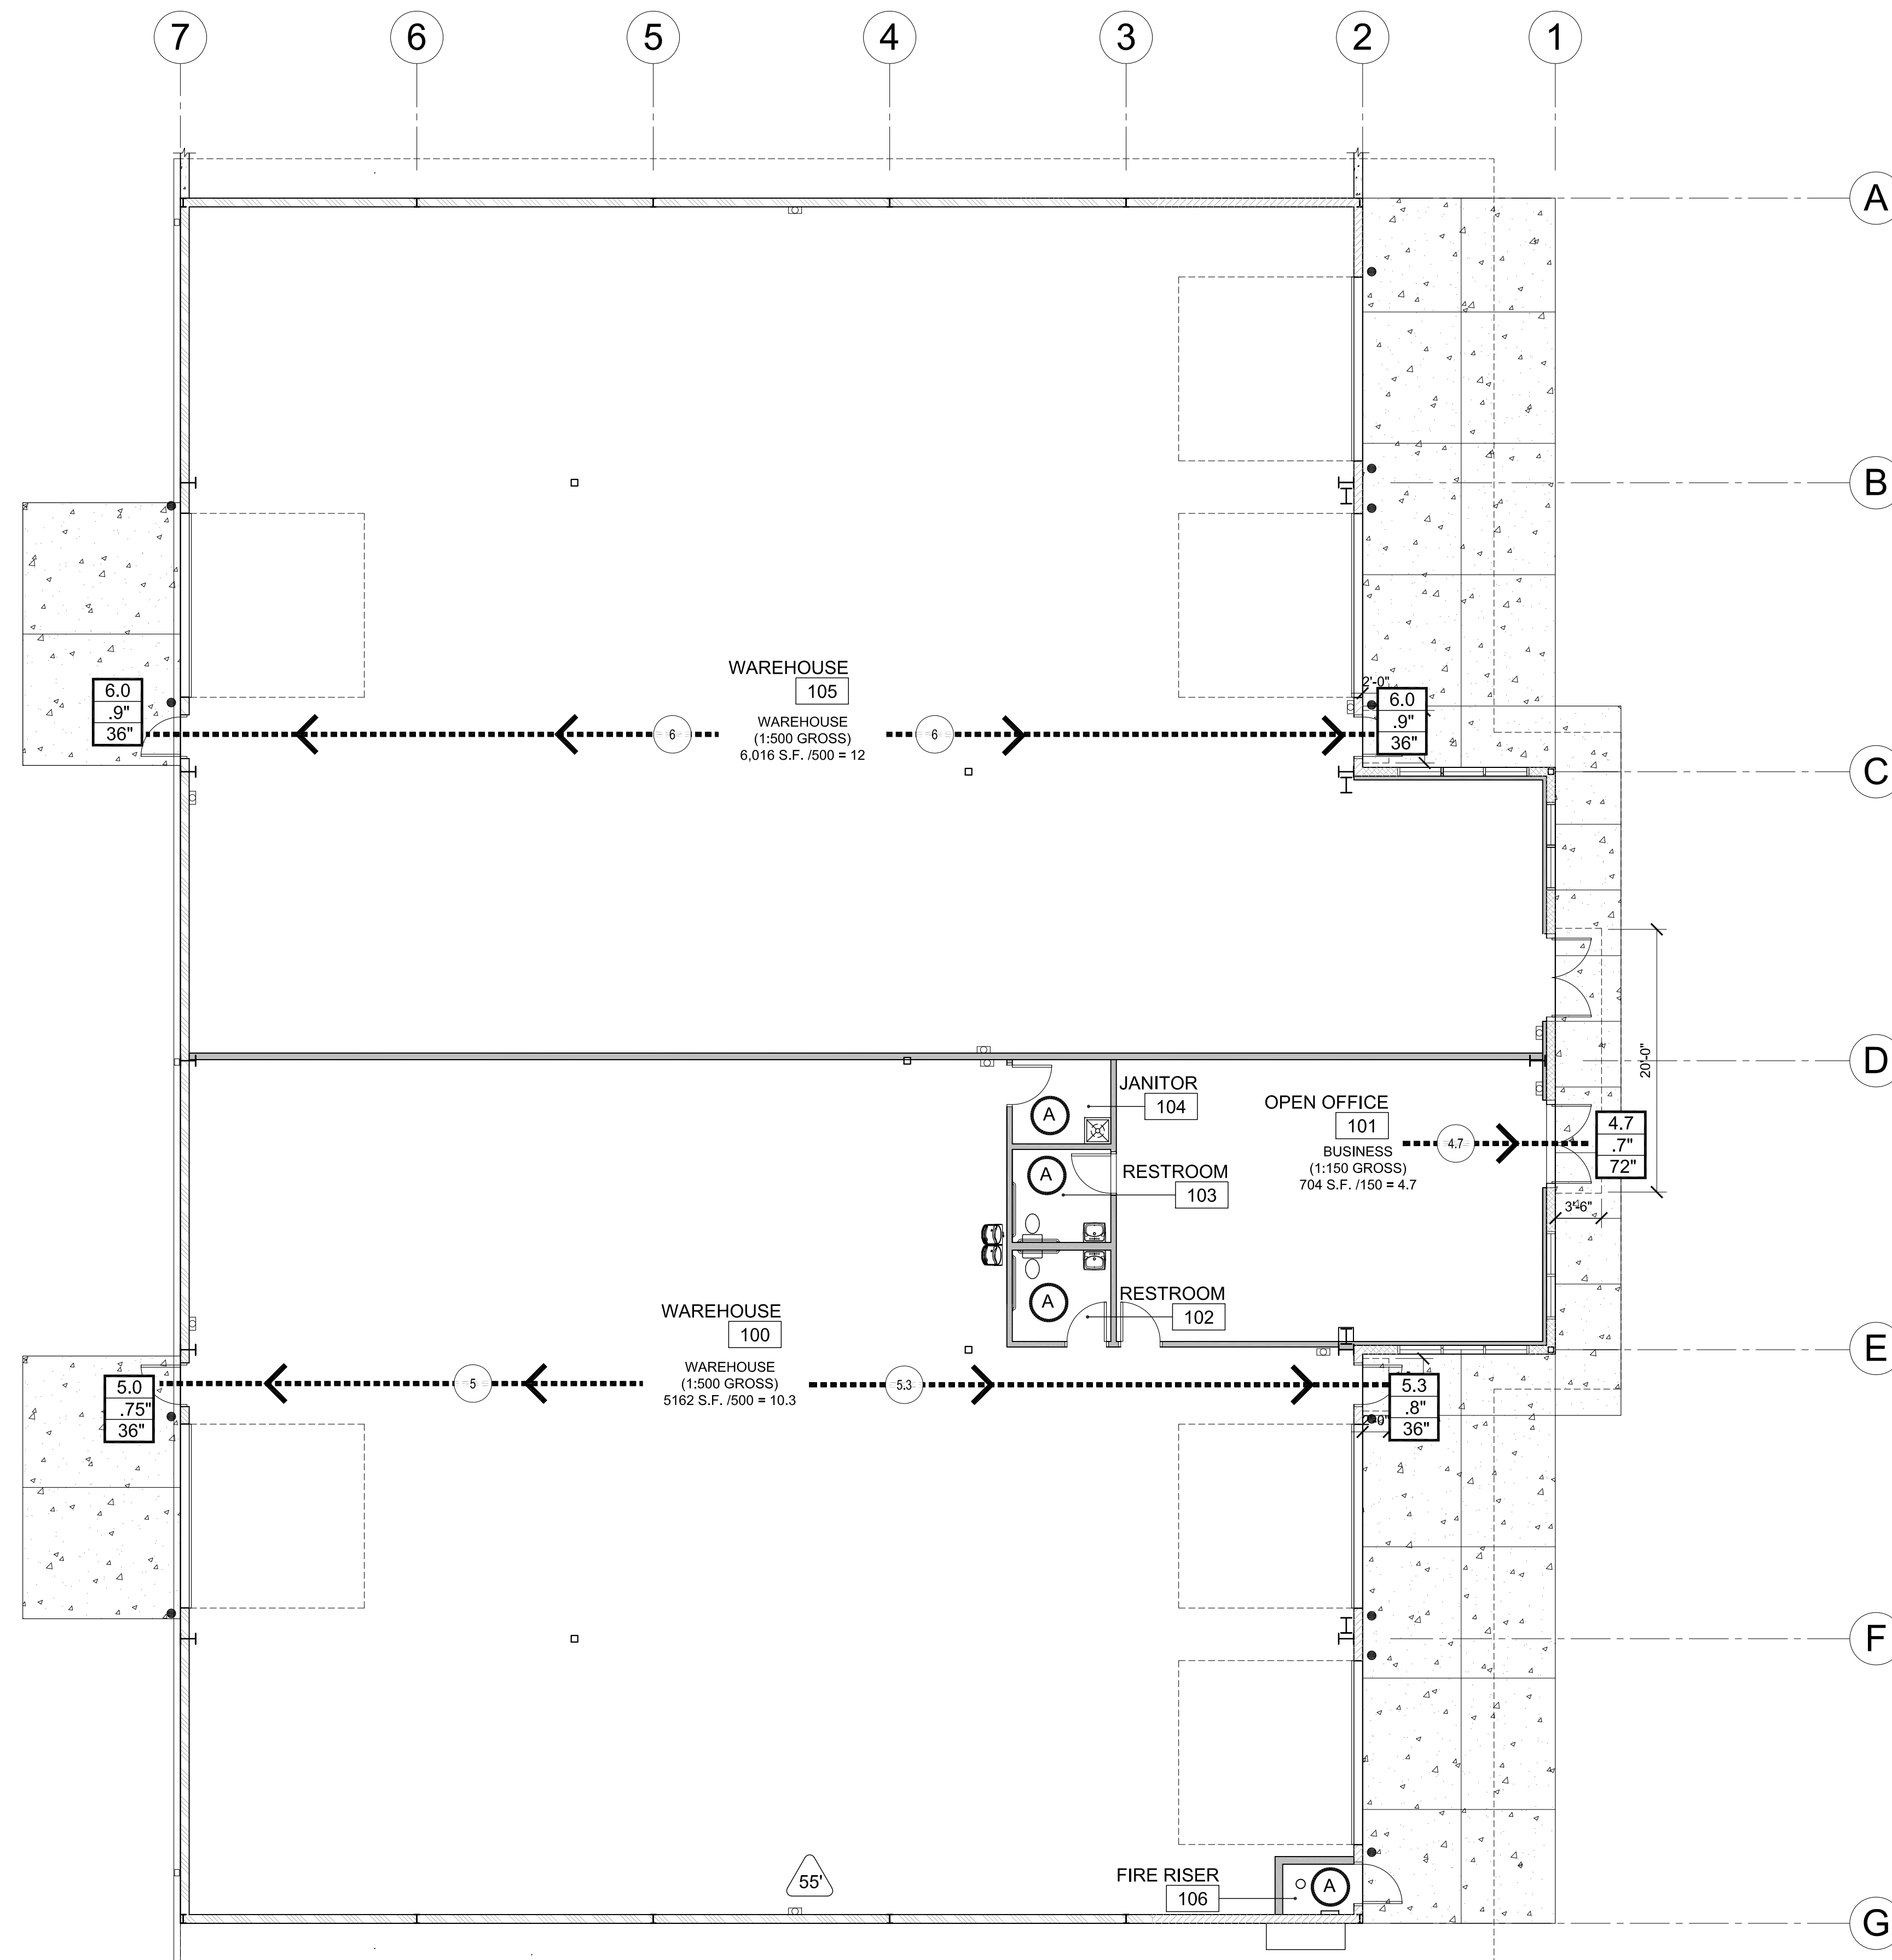 7
6
5
4
3
2
1
A
B
C
D
E
F
G
WAREHOUSE
105
WAREHOUSE
(1:500 GROSS)
6,016 S.F. /500 = 12
6.0
.9"
36"
6
6
2'-0"
6.0
.9"
36"
JANITOR
104
A
OPEN OFFICE
101
BUSINESS
(1:150 GROSS)
704 S.F. /150 = 4.7
4.7
4.7
.7"
72"
20'-0"
3'-6"
RESTROOM
103
A
RESTROOM
102
A
WAREHOUSE
100
WAREHOUSE
(1:500 GROSS)
5162 S.F. /500 = 10.3
5.0
.75"
36"
5
5.3
5.3
.8"
36"
2'-0"
55'
FIRE RISER
106
A